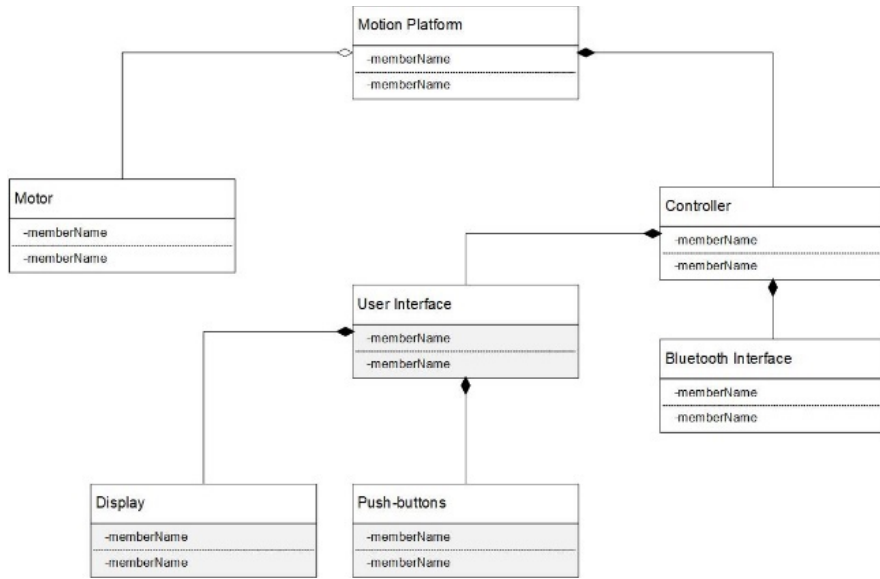 Motion Platform
-memberName
-memberName
Motor
-memberName
-memberName
Controller
-memberName
-memberName
User Interface
-memberName
-memberName
Bluetooth Interface
-memberName
-memberName
Display
-memberName
-memberName
Push-buttons
-memberName
-memberName